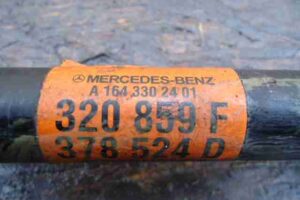 MERCEDES-BENZ
A 164 330 24 01
320 859 F
378 524 D